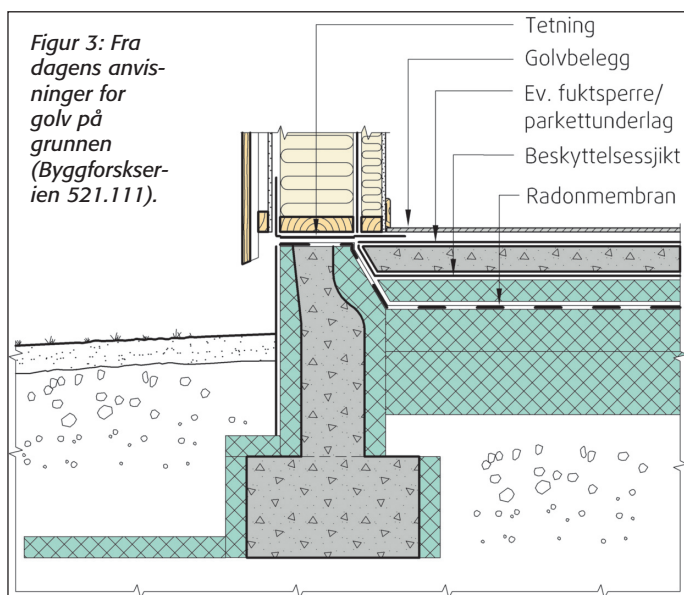 Figur 3: Fra
dagens anvis-
ninger for
golv på
grunnen
(Byggforskser-
ien 521.111).
Tetning
Golvbelegg
Ev. fuktsperre/
parkettunderlag
Beskyttelsessjikt
Radonmembran